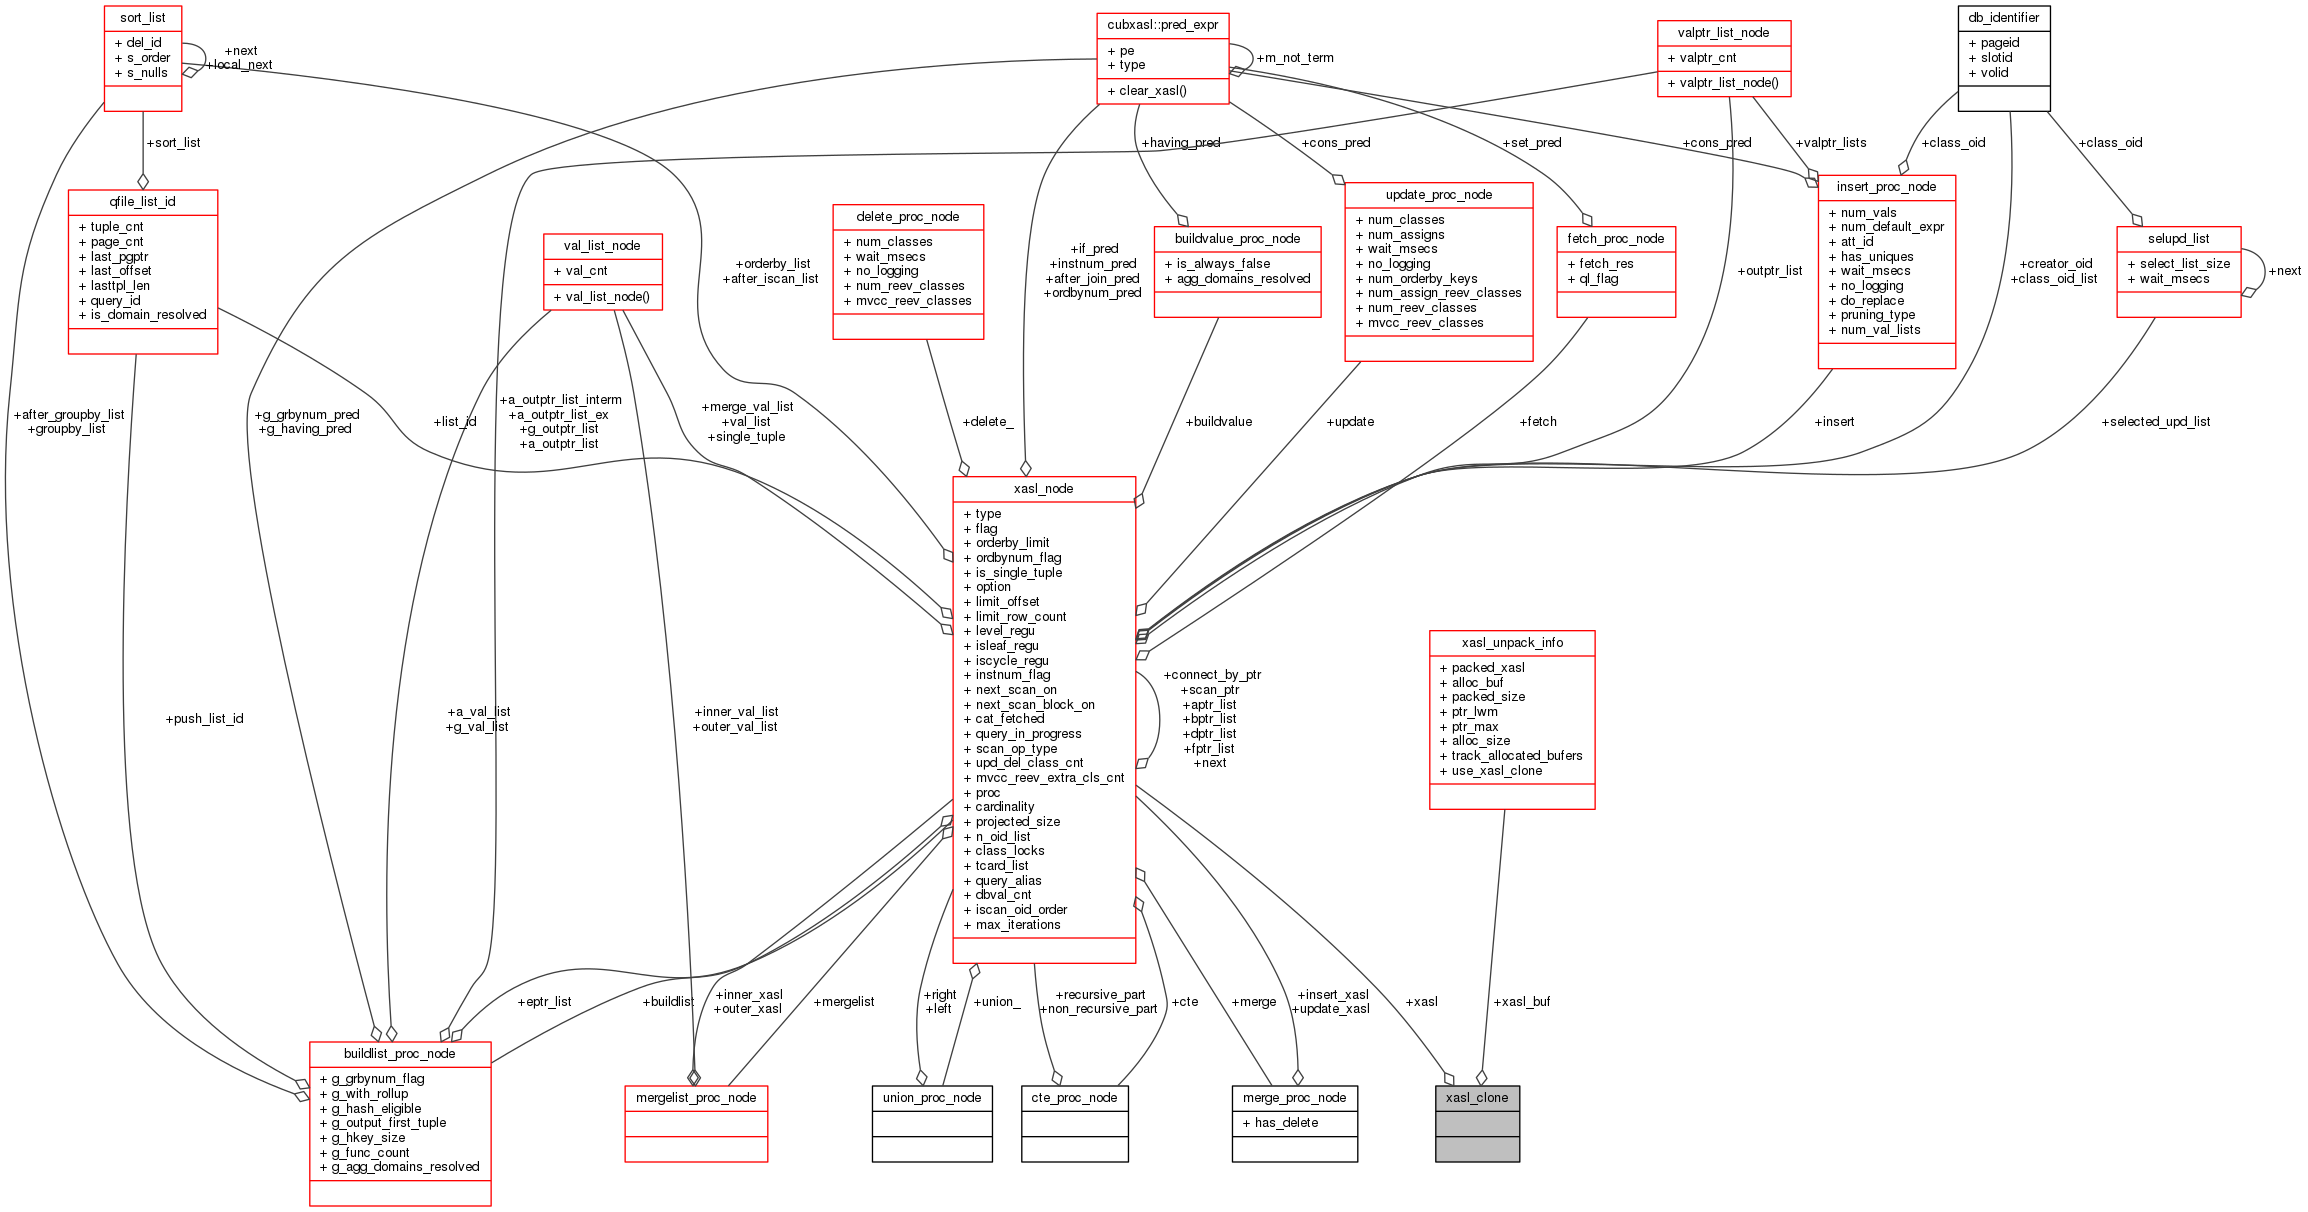 sort_list
+ del_id
+ s_order
+ s_nulls
+next
+local_next
cubxasl::pred_expr
+ pe
+ type
+ clear_xasl()
+m_not_term
valptr_list_node
+ valptr_cnt
+ valptr_list_node()
db_identifier
+ pageid
+ slotid
+ volid
+sort_list
+having_pred
+cons_pred
+set_pred
+cons_pred
+valptr_lists
+class_oid
+class_oid
qfile_list_id
+ tuple_cnt
+ page_cnt
+ last_pgptr
+ last_offset
+ lasttpl_len
+ query_id
+ is_domain_resolved
val_list_node
+ val_cnt
+ val_list_node()
+orderby_list
+after_iscan_list
delete_proc_node
+ num_classes
+ wait_msecs
+ no_logging
+ num_reev_classes
+ mvcc_reev_classes
+if_pred
+instnum_pred
+after_join_pred
+ordbynum_pred
buildvalue_proc_node
+ is_always_false
+ agg_domains_resolved
update_proc_node
+ num_classes
+ num_assigns
+ wait_msecs
+ no_logging
+ num_orderby_keys
+ num_assign_reev_classes
+ num_reev_classes
+ mvcc_reev_classes
fetch_proc_node
+ fetch_res
+ ql_flag
+outptr_list
insert_proc_node
+ num_vals
+ num_default_expr
+ att_id
+ has_uniques
+ wait_msecs
+ no_logging
+ do_replace
+ pruning_type
+ num_val_lists
+creator_oid
+class_oid_list
selupd_list
+ select_list_size
+ wait_msecs
+next
+after_groupby_list
+groupby_list
+g_grbynum_pred
+g_having_pred
+list_id
+a_outptr_list_interm
+a_outptr_list_ex
+g_outptr_list
+a_outptr_list
+merge_val_list
+val_list
+single_tuple
+delete_
+buildvalue
+update
+fetch
+insert
+selected_upd_list
xasl_node
+ type
+ flag
+ orderby_limit
+ ordbynum_flag
+ is_single_tuple
+ option
+ limit_offset
+ limit_row_count
+ level_regu
+ isleaf_regu
+ iscycle_regu
+ instnum_flag
+ next_scan_on
+ next_scan_block_on
+ cat_fetched
+ query_in_progress
+ scan_op_type
+ upd_del_class_cnt
+ mvcc_reev_extra_cls_cnt
+ proc
+ cardinality
+ projected_size
+ n_oid_list
+ class_locks
+ tcard_list
+ query_alias
+ dbval_cnt
+ iscan_oid_order
+ max_iterations
+connect_by_ptr
+scan_ptr
+aptr_list
+bptr_list
+dptr_list
+fptr_list
+next
xasl_unpack_info
+ packed_xasl
+ alloc_buf
+ packed_size
+ ptr_lwm
+ ptr_max
+ alloc_size
+ track_allocated_bufers
+ use_xasl_clone
+push_list_id
+a_val_list
+g_val_list
+inner_val_list
+outer_val_list
+eptr_list
+buildlist
+inner_xasl
+outer_xasl
+mergelist
+right
+left
+union_
+recursive_part
+non_recursive_part
+cte
+merge
+insert_xasl
+update_xasl
+xasl
+xasl_buf
buildlist_proc_node
+ g_grbynum_flag
+ g_with_rollup
+ g_hash_eligible
+ g_output_first_tuple
+ g_hkey_size
+ g_func_count
+ g_agg_domains_resolved
mergelist_proc_node
union_proc_node
cte_proc_node
merge_proc_node
+ has_delete
xasl_clone